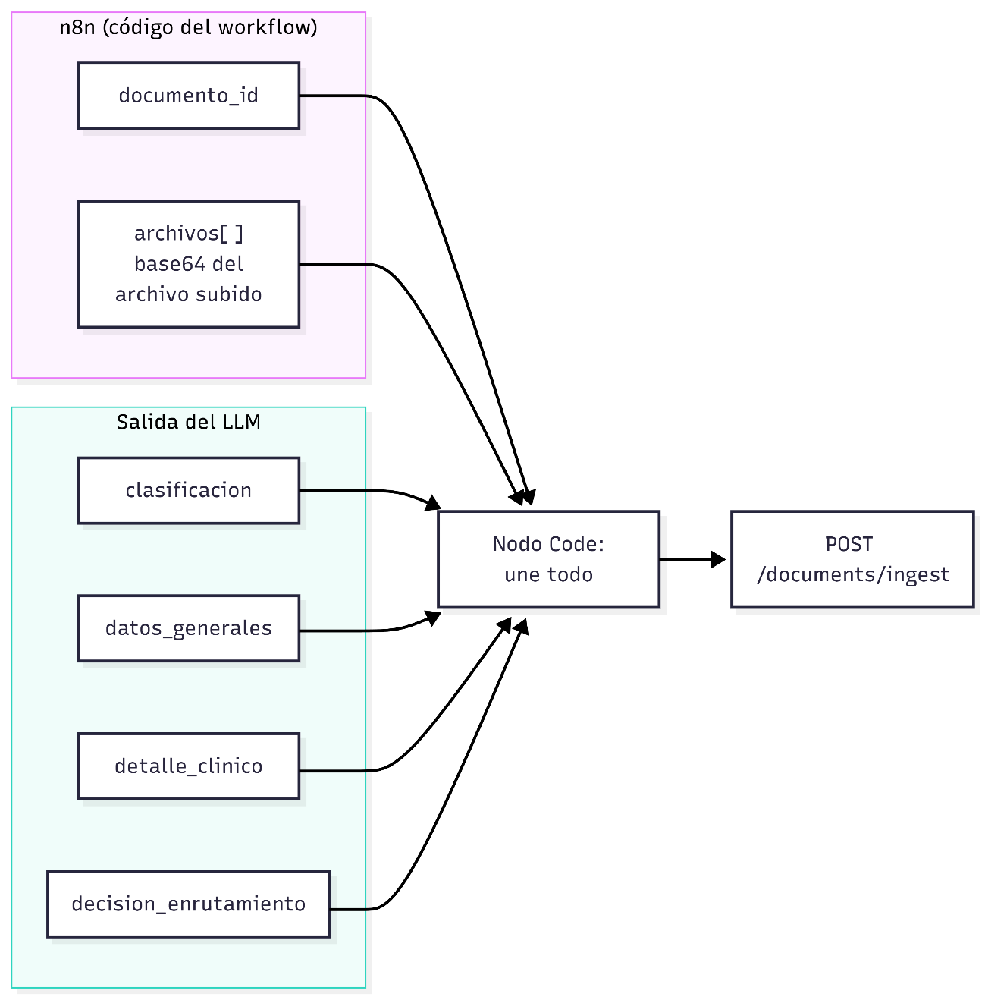 n8n (código del workflow)
documento_id
archivos[ ]
base64 del
archivo subido
Salida del LLM
clasificacion
datos_generales
detalle_clinico
decision_enrutamiento
Nodo Code:
une todo
POST
/documents/ingest